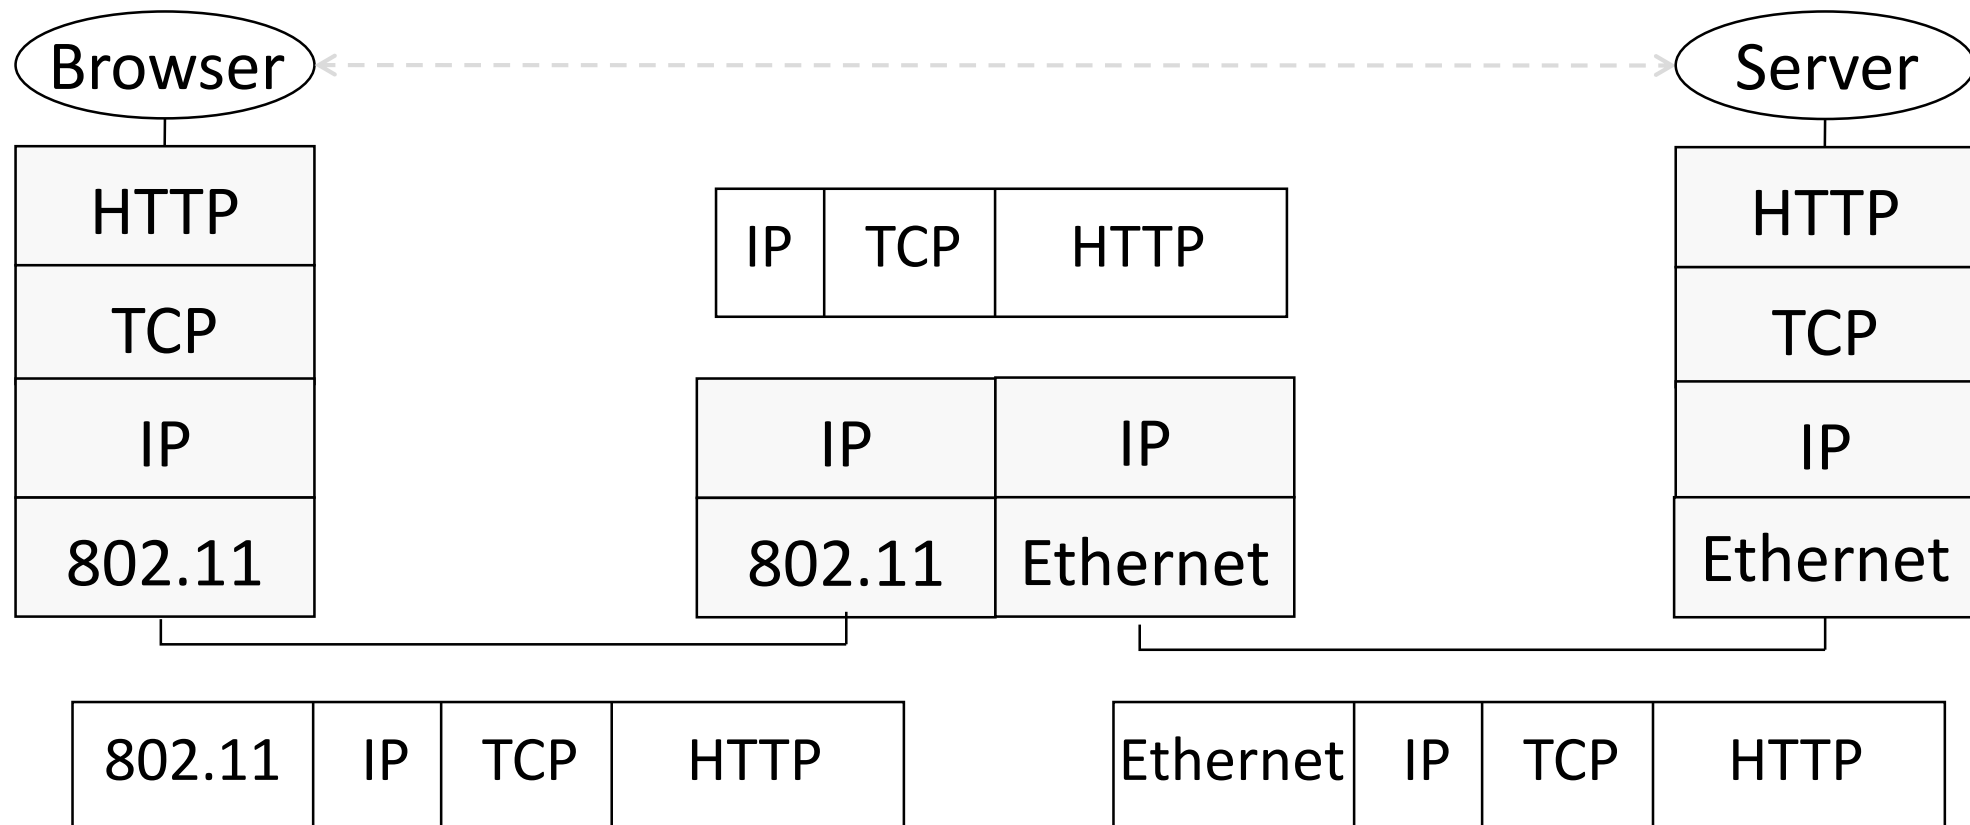 Browser
Server
HTTP
TCP
IP
802.11
IP TCP HTTP
IP IP
802.11 Ethernet
HTTP
TCP
IP
Ethernet
802.11 IP TCP HTTP
Ethernet IP TCP HTTP